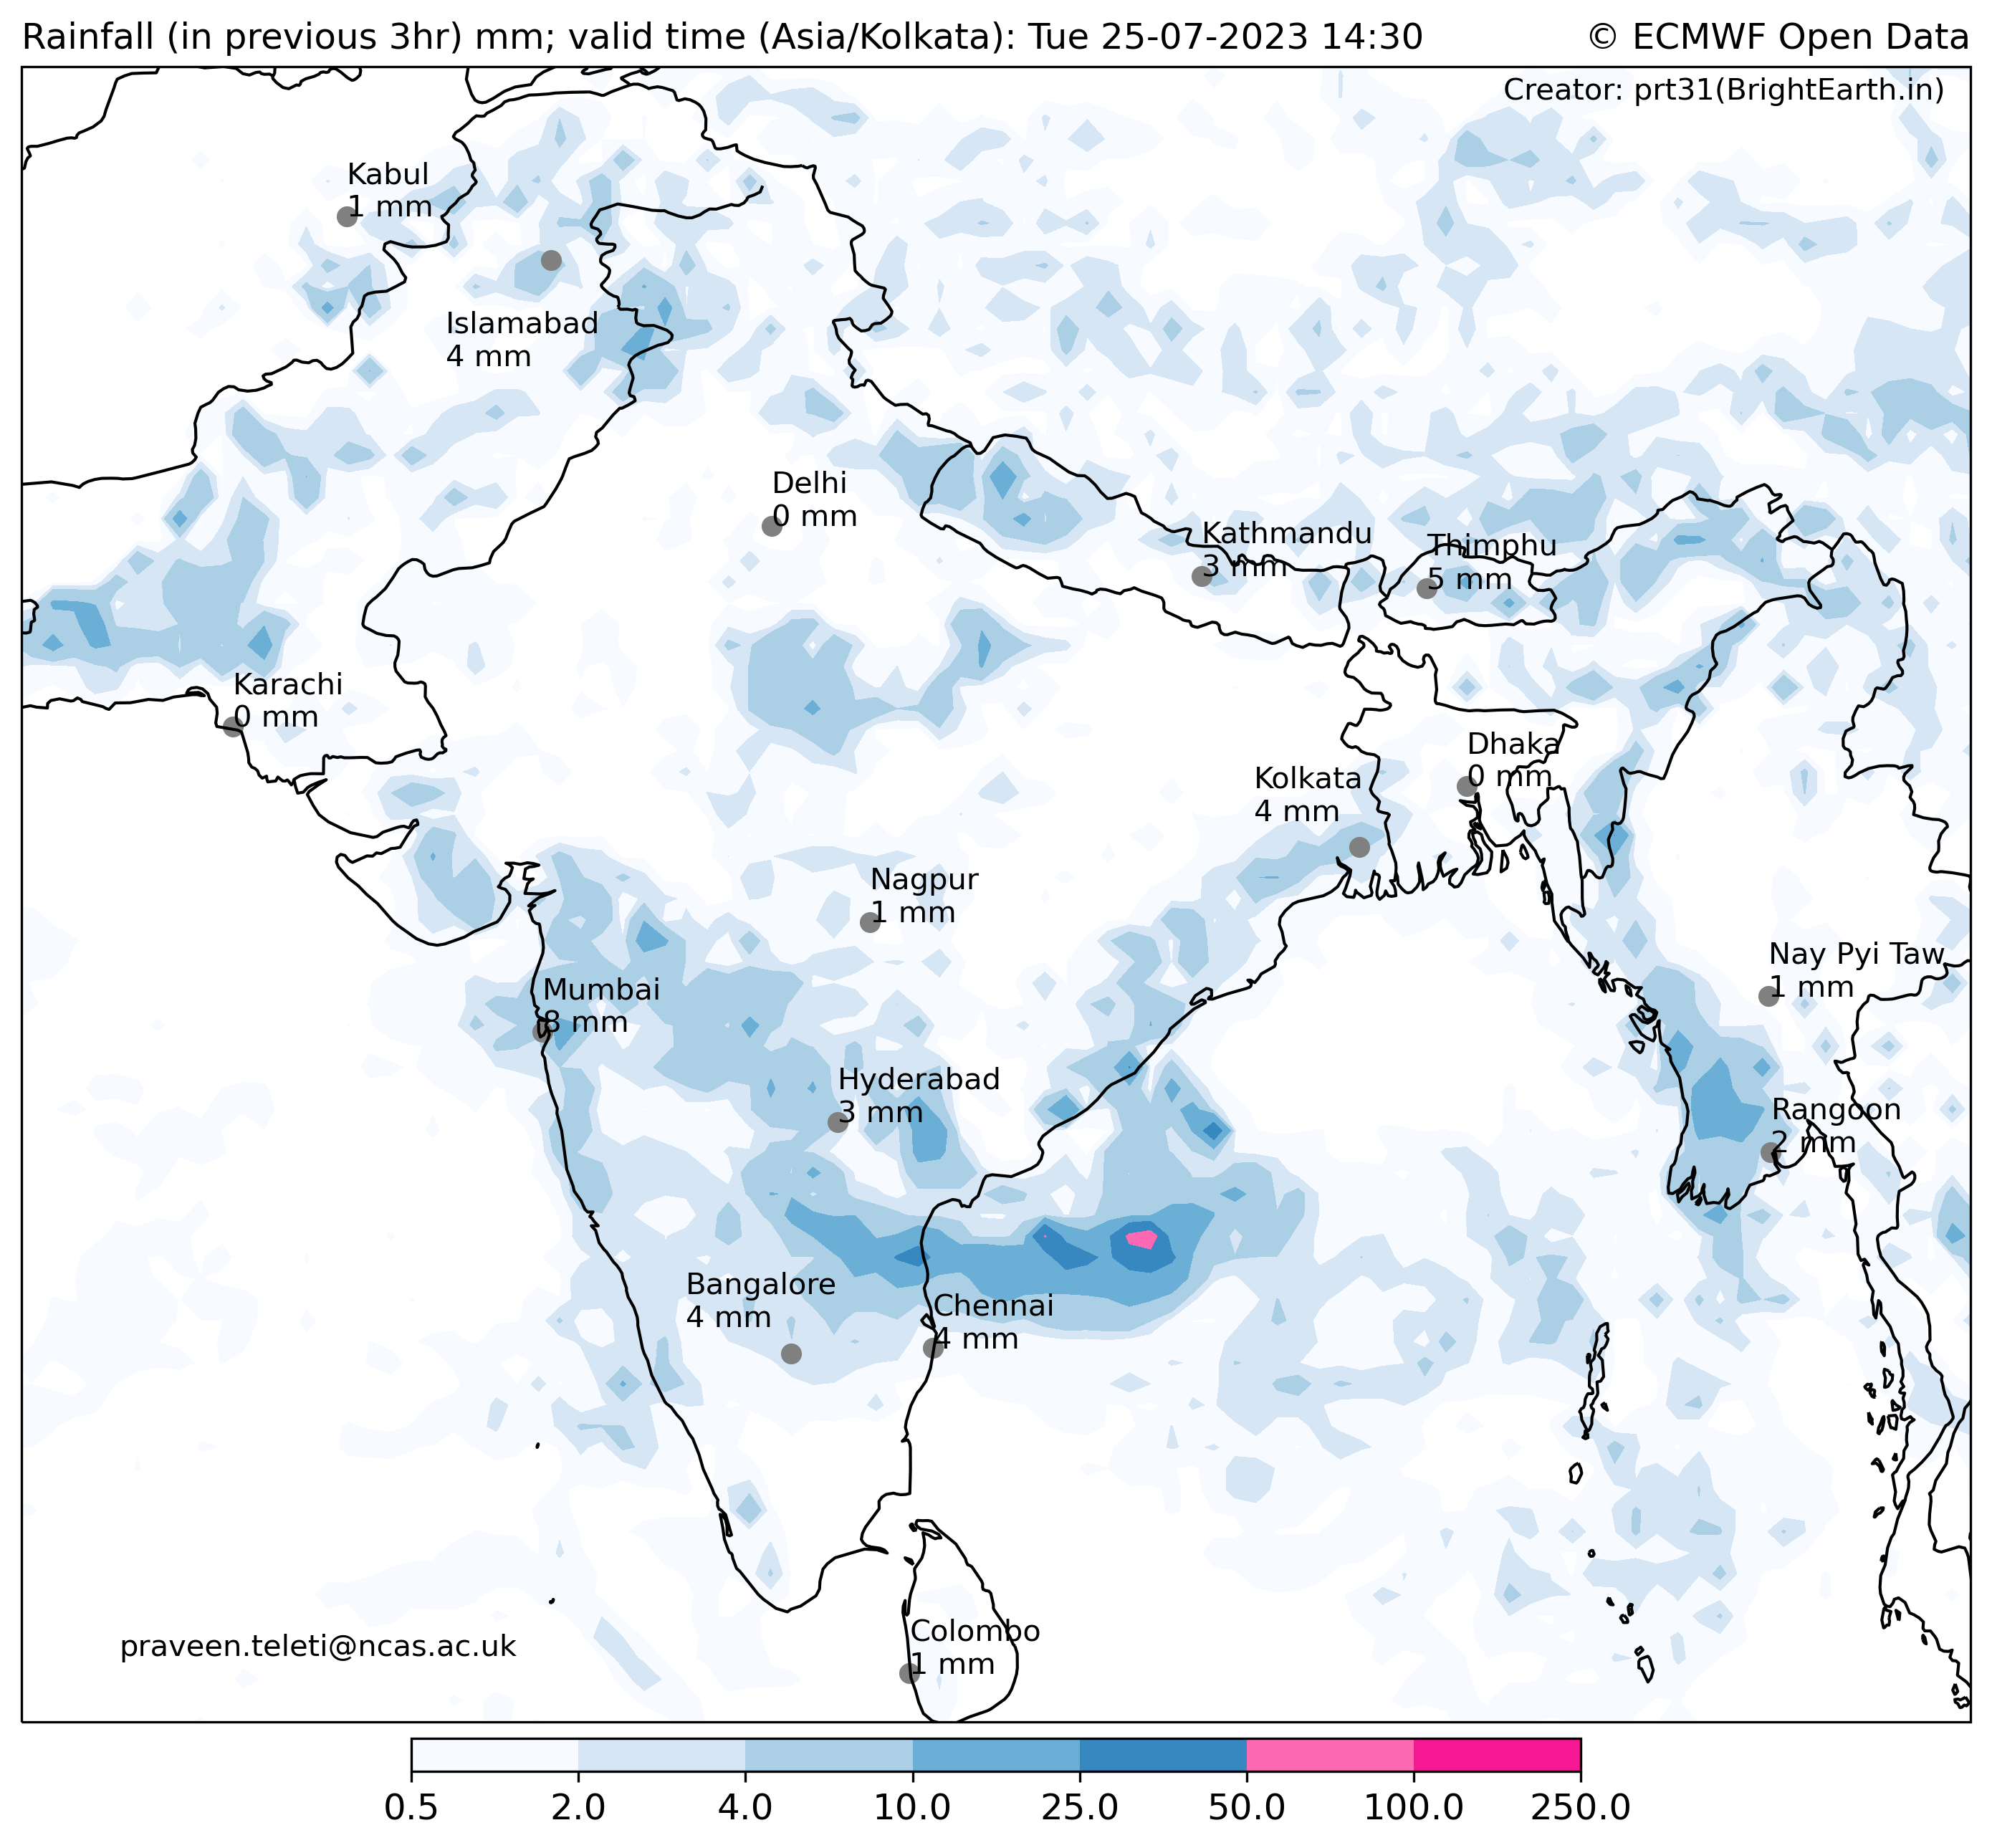 Rainfall (in previous 3hr) mm; valid time (Asia/Kolkata): Tue 25-07-2023 14:30
© ECMWF Open Data
Creator: prt31(BrightEarth.in)
Kabul
1 mm
Islamabad
4 mm
Delhi
0 mm
Kathmandu
3 mm
Thimphu
5 mm
Karachi
0 mm
Dhaka
0 mm
Kolkata
4 mm
Nagpur
1 mm
Nay Pyi Taw
1 mm
Mumbai
8 mm
Hyderabad
3 mm
Rangoon
2 mm
Bangalore
4 mm
Chennai
4 mm
Colombo
1 mm
praveen.teleti@ncas.ac.uk
0.5 2.0 4.0 10.0 25.0 50.0 100.0 250.0